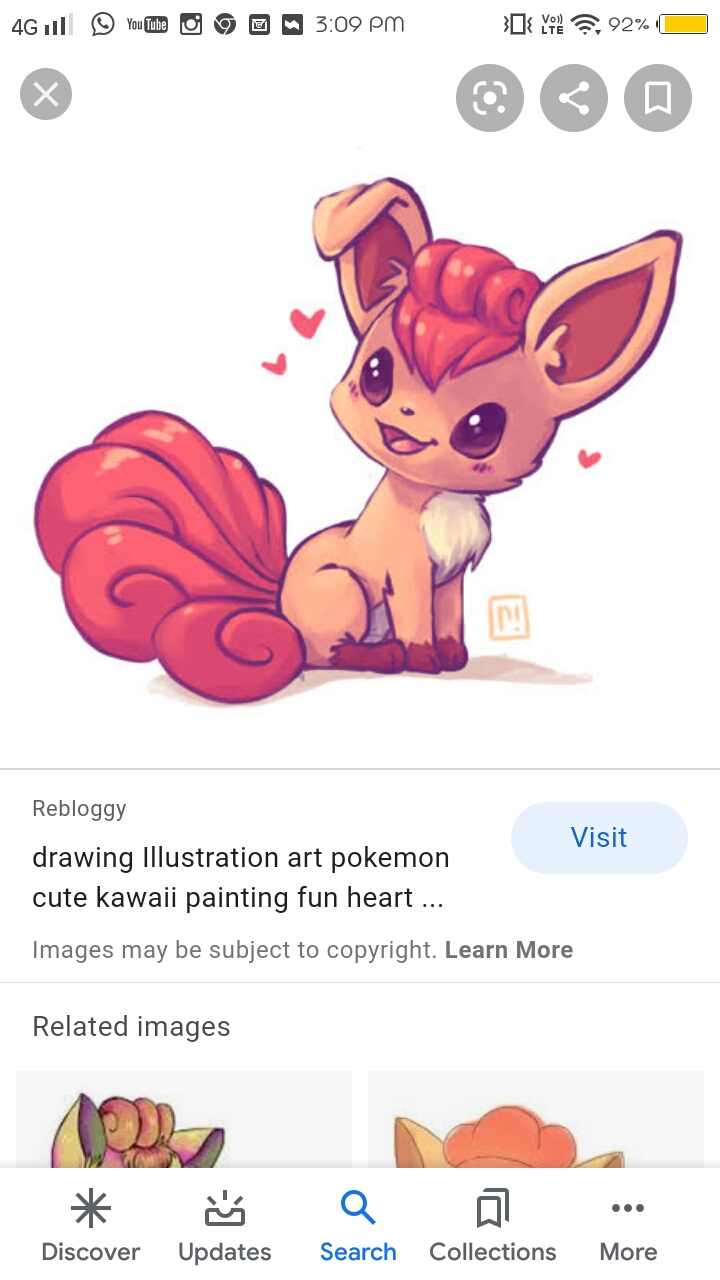 4G YouTube 3:09 PM Vo)) LTE 92%
n!
Rebloggy
Visit
drawing Illustration art pokemon
cute kawaii painting fun heart ...
Images may be subject to copyright. Learn More
Related images
Discover Updates Search Collections More